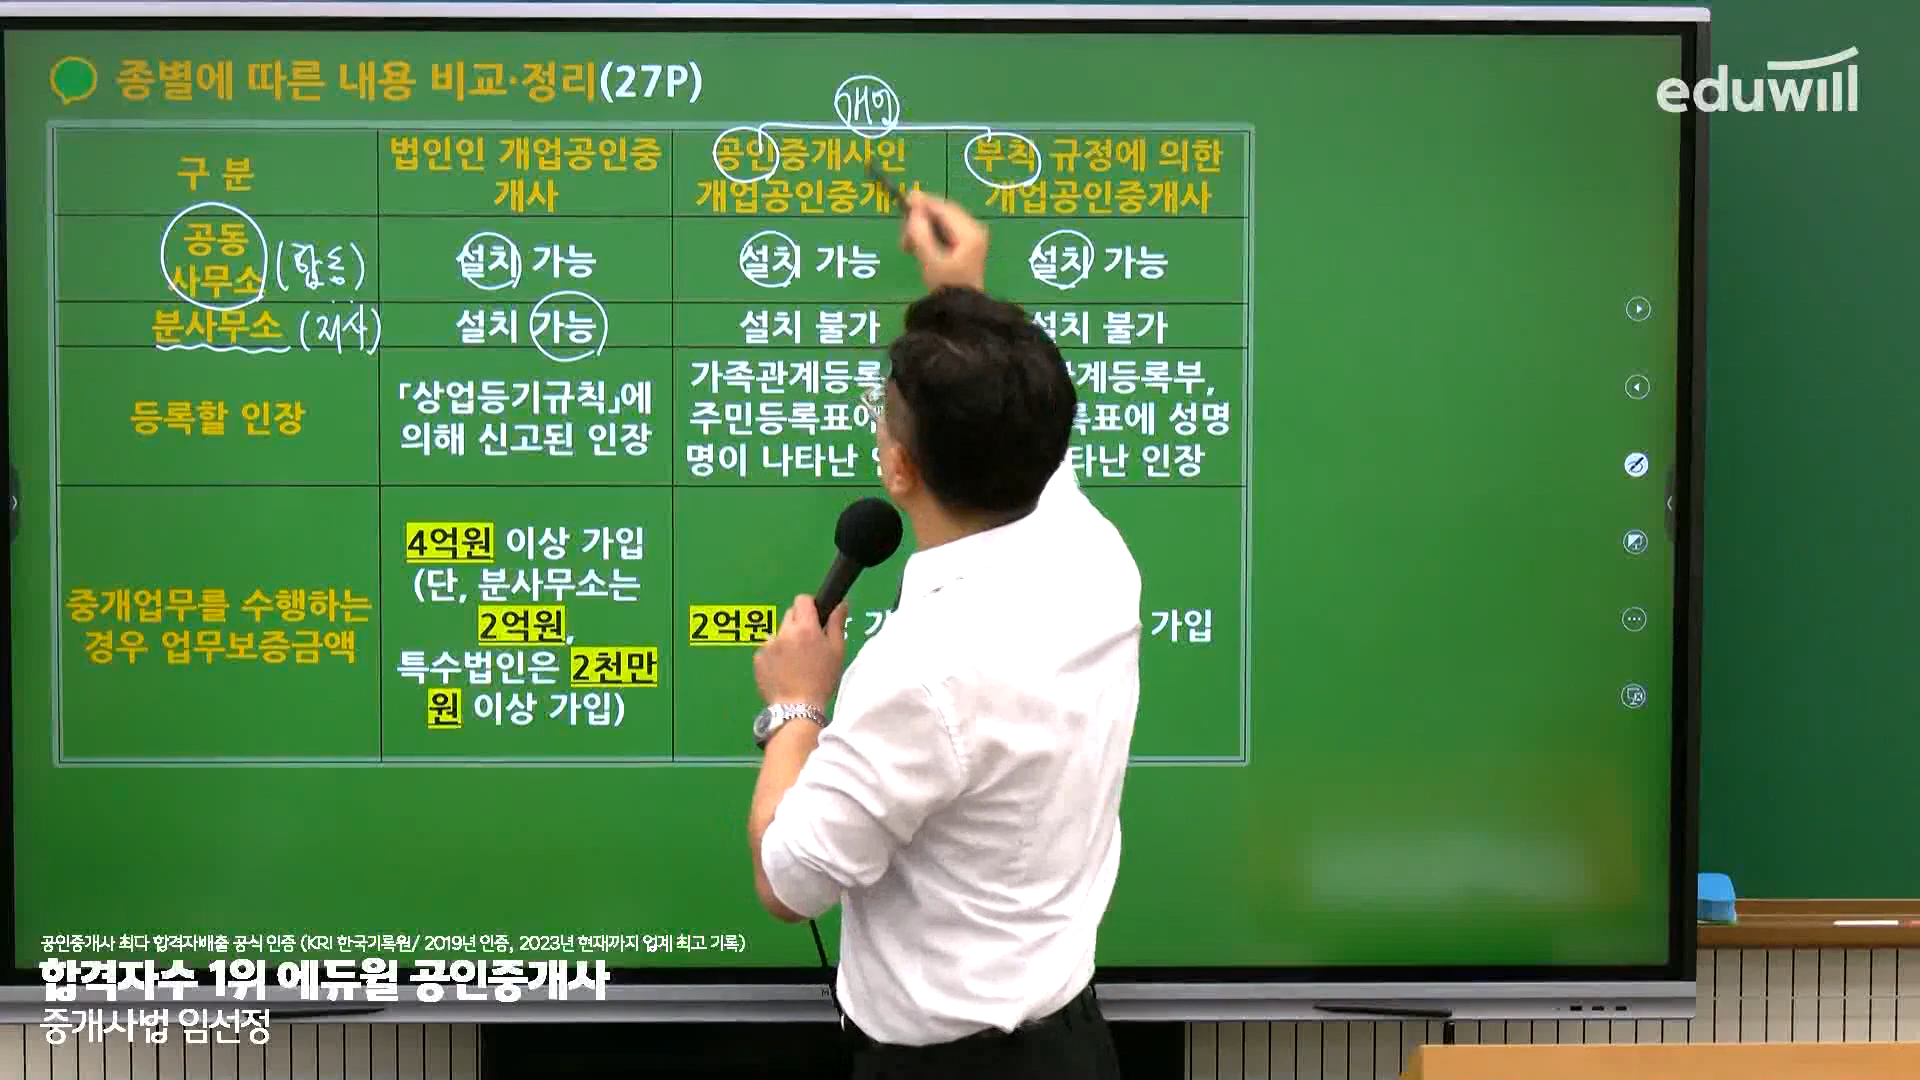 종별에 따른 내용 비교·정리(27P)
eduwill
개인
구 분
법인인 개업공인중
개사
공인중개사인
개업공인중개사
부칙 규정에 의한
개업공인중개사
공동
사무소 (합동)
설치 가능
설치 가능
설치 가능
분사무소 (지사)
설치 가능
설치 불가
설치 불가
등록할 인장
「상업등기규칙」에
의해 신고된 인장
가족관계등록
주민등록표에
명이 나타난
계등록부,
표에 성명
타난 인장
중개업무를 수행하는
경우 업무보증금액
4억원 이상 가입
(단, 분사무소는
2억원,
특수법인은 2천만
원 이상 가입)
2억원
가입
공인중개사 최다 합격자배출 공식 인증 (KRI 한국기록원/ 2019년 인증, 2023년 현재까지 업계 최고 기록)
합격자수 1위 에듀윌 공인중개사
중개사법 임선정